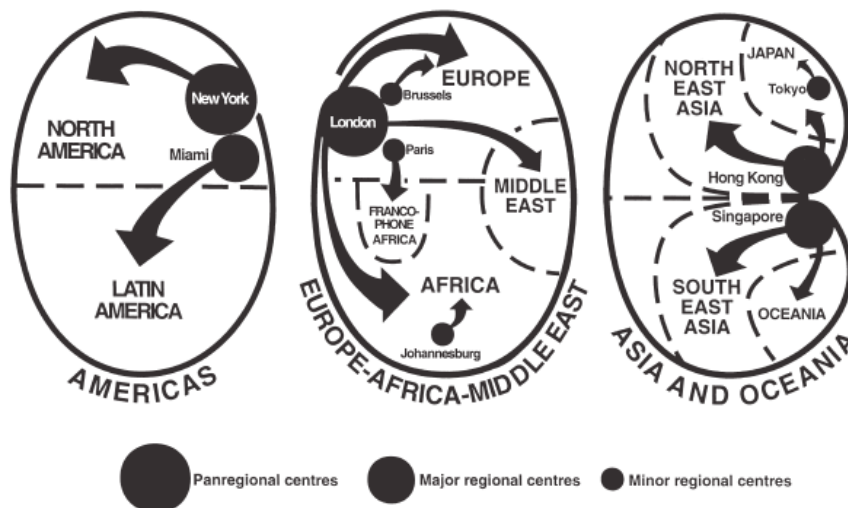 New York
NORTH
AMERICA
Miami
LATIN
AMERICA
AMERICAS
EUROPE
Brussels
London
Paris
MIDDLE
EAST
FRANCO-
PHONE
AFRICA
AFRICA
Johannesburg
EUROPE-AFRICA-MIDDLE EAST
JAPAN
NORTH
EAST
ASIA
Tokyo
Hong Kong
Singapore
SOUTH
EAST
ASIA
OCEANIA
ASIA AND OCEANIA
Panregional centres
Major regional centres
Minor regional centres